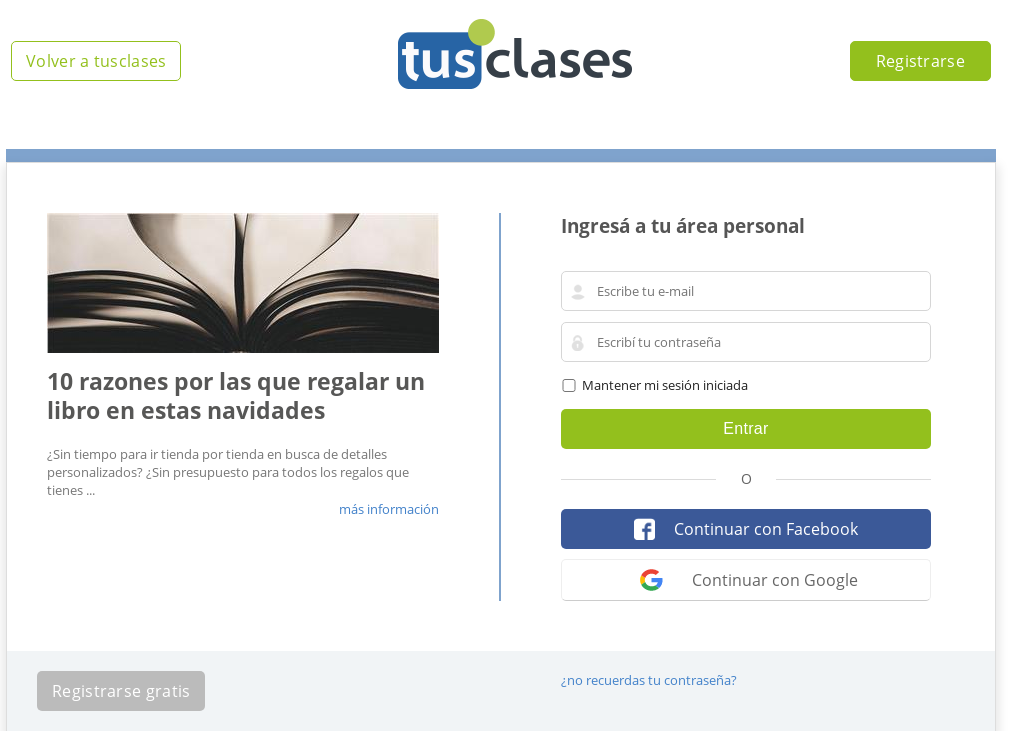 Volver a tusclases
tusclases
Registrarse
10 razones por las que regalar un
libro en estas navidades
¿Sin tiempo para ir tienda por tienda en busca de detalles
personalizados? ¿Sin presupuesto para todos los regalos que
tienes ...
más información
Ingresá a tu área personal
Escribe tu e-mail
Escribí tu contraseña
Mantener mi sesión iniciada
Entrar
O
Continuar con Facebook
Continuar con Google
Registrarse gratis
¿no recuerdas tu contraseña?